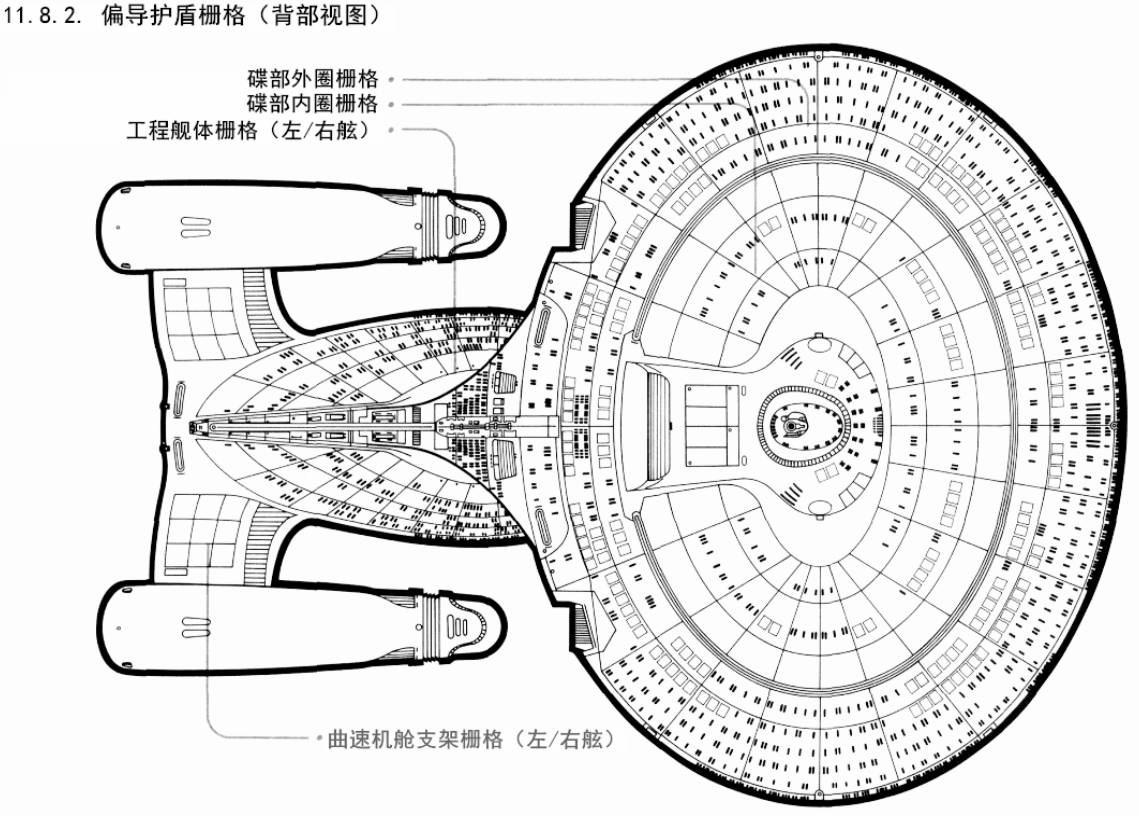 11.8.2. 偏导护盾栅格（背部视图）
碟部外圈栅格
碟部内圈栅格
工程舰体栅格（左/右舷）
曲速机舱支架栅格（左/右舷）